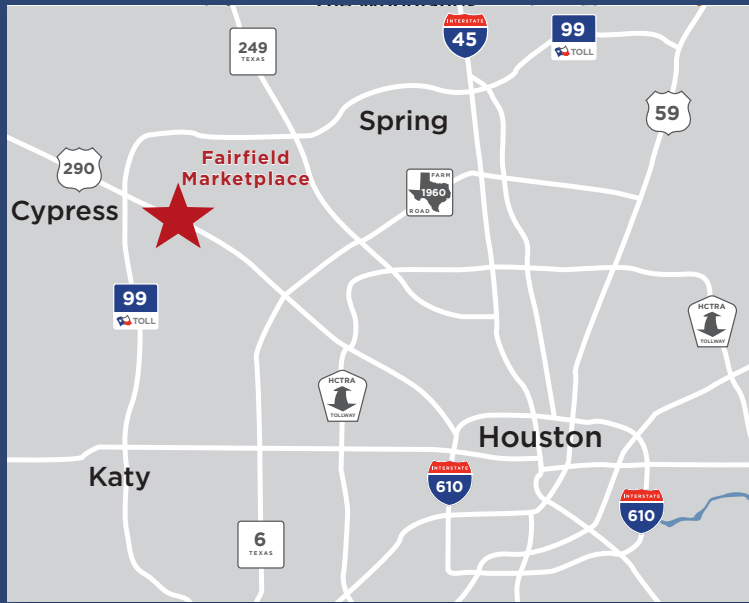 INTERSTATE
45
99
TOLL
249
TEXAS
59
Spring
290
Fairfield
Marketplace
FARM
1960
ROAD
Cypress
99
TOLL
HCTRA
TOLLWAY
HCTRA
TOLLWAY
Houston
Katy
INTERSTATE
610
INTERSTATE
610
6
TEXAS